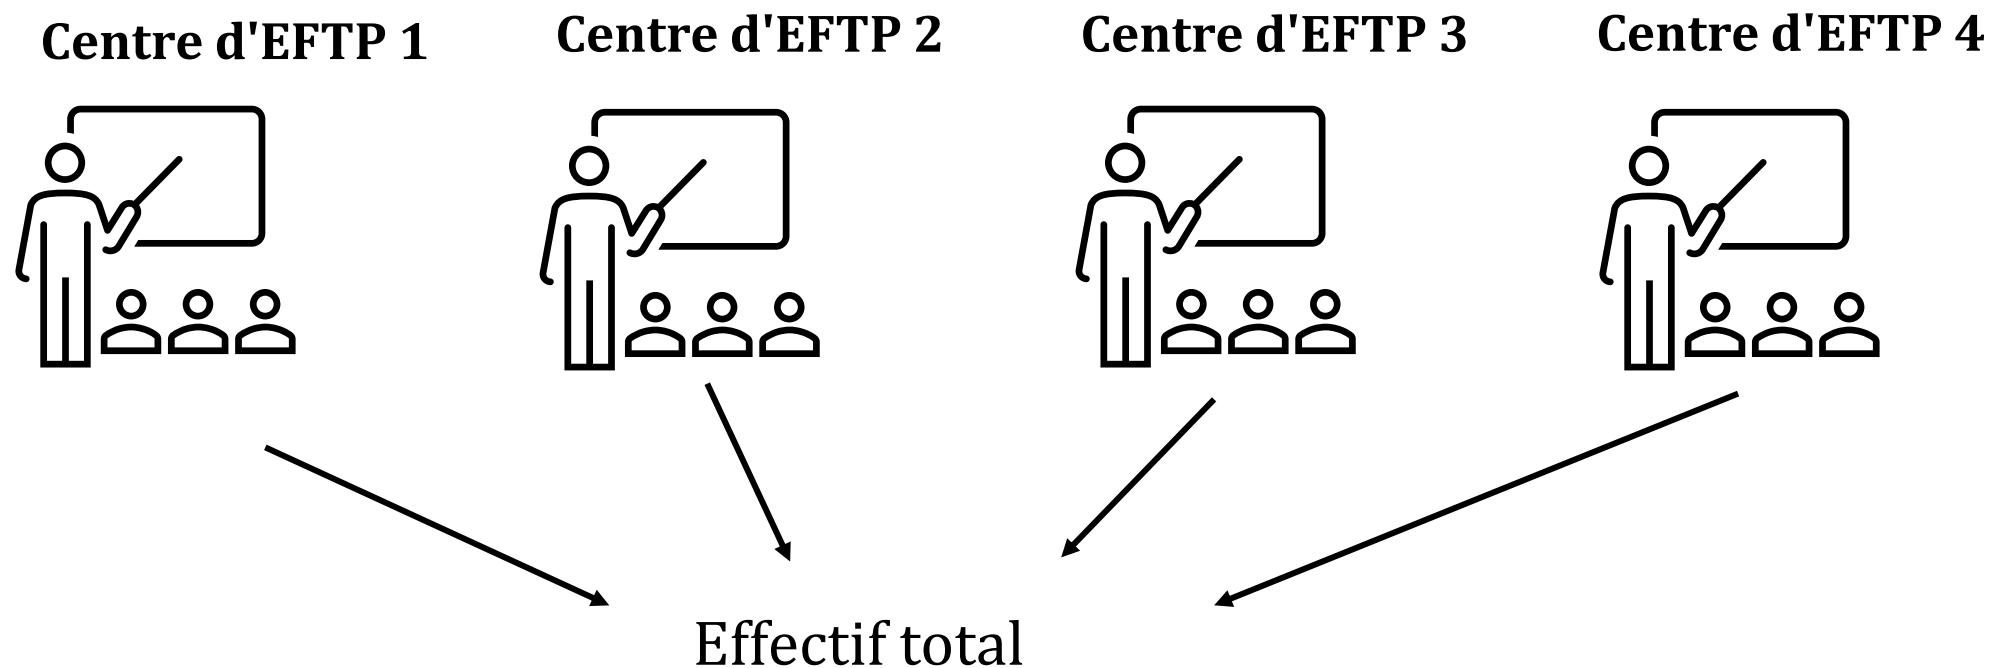 Centre d'EFTP 1
Centre d'EFTP 2
Centre d'EFTP 3
Centre d'EFTP 4
Effectif total